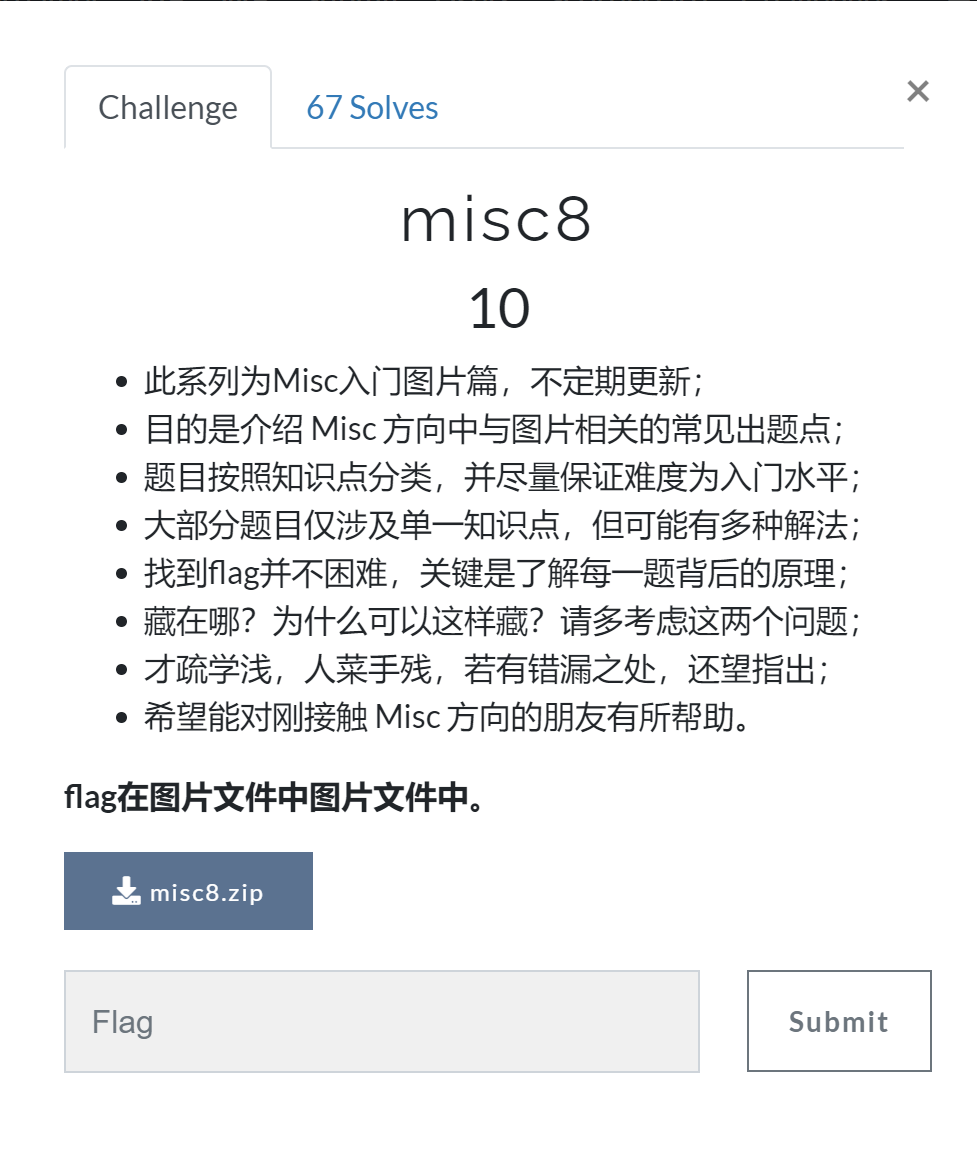 Challenge
67 Solves
×
misc8
10
• 此系列为Misc入门图片篇，不定期更新；
• 目的是介绍 Misc 方向中与图片相关的常见出题点；
• 题目按照知识点分类，并尽量保证难度为入门水平；
• 大部分题目仅涉及单一知识点，但可能有多种解法；
• 找到flag并不困难，关键是了解每一题背后的原理；
• 藏在哪？为什么可以这样藏？请多考虑这两个问题；
• 才疏学浅，人菜手残，若有错漏之处，还望指出；
• 希望能对刚接触 Misc 方向的朋友有所帮助。
flag在图片文件中图片文件中。
misc8.zip
Flag
Submit